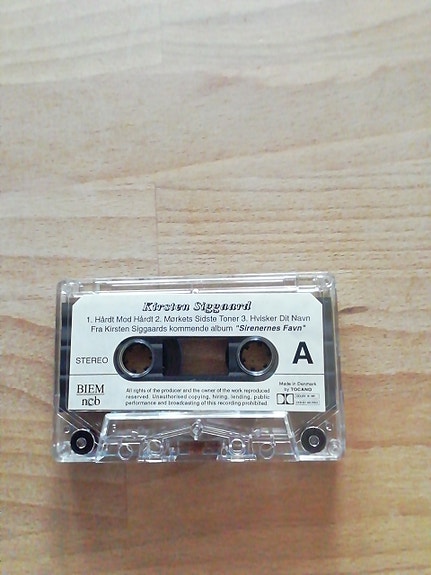 Kirsten Siggaard
1. Hårdt Mod Hårdt 2. Mørkets Sidste Toner 3. Hvisker Dit Navn
Fra Kirsten Siggaards kommende album "Sirenernes Favn"
STEREO
A
BIEM
ncb
All rights of the producer and the owner of the work reproduced
reserved. Unauthorised copying, hiring, lending, public
performance and broadcasting of this recording prohibited.
Made in Denmark
by TOCANO